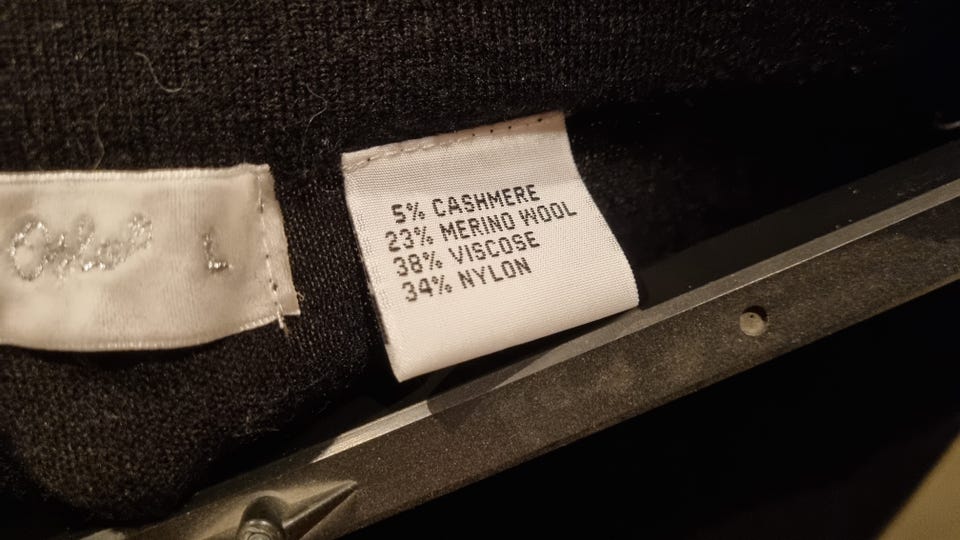 L
5% CASHMERE
23% MERINO WOOL
38% VISCOSE
34% NYLON